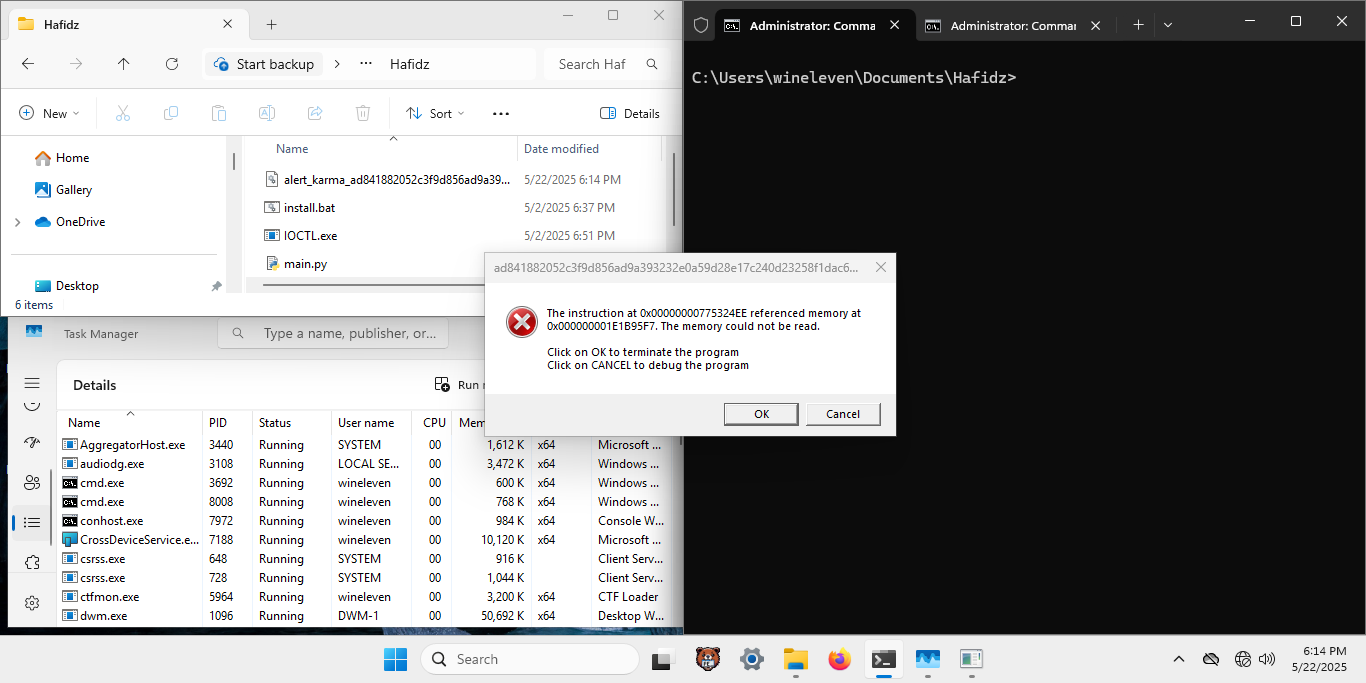 Hafidz
Start backup
Hafidz
Search Haf
New
Sort
Details
Home
Gallery
OneDrive
Desktop
6 items
Name
Date modified
alert_karma_ad841882052c3f9d856ad9a39...
5/22/2025 6:14 PM
install.bat
5/2/2025 6:37 PM
IOCTL.exe
5/2/2025 6:51 PM
main.py
Administrator: Comma
Administrator: Comma
C:\Users\wineleven\Documents\Hafidz>
ad841882052c3f9d856ad9a393232e0a59d28e17c240d23258f1dac6...
The instruction at 0x00000000775324EE referenced memory at
0x000000001E1B95F7. The memory could not be read.
Click on OK to terminate the program
Click on CANCEL to debug the program
OK
Cancel
Task Manager
Type a name, publisher, or...
Details
Run
Name PID Status User name CPU Mem
AggregatorHost.exe 3440 Running SYSTEM 00 1,612 K x64 Microsoft ...
audiodg.exe 3108 Running LOCAL SE... 00 3,472 K x64 Windows ...
cmd.exe 3692 Running wineleven 00 600 K x64 Windows ...
cmd.exe 8008 Running wineleven 00 768 K x64 Windows ...
conhost.exe 7972 Running wineleven 00 984 K x64 Console W...
CrossDeviceService.e... 7188 Running wineleven 00 10,120 K x64 Microsoft ...
csrss.exe 648 Running SYSTEM 00 916 K Client Serv...
csrss.exe 728 Running SYSTEM 00 1,044 K Client Serv...
ctfmon.exe 5964 Running wineleven 00 3,200 K x64 CTF Loader
dwm.exe 1096 Running DWM-1 00 50,692 K x64 Desktop W...
Search
6:14 PM
5/22/2025